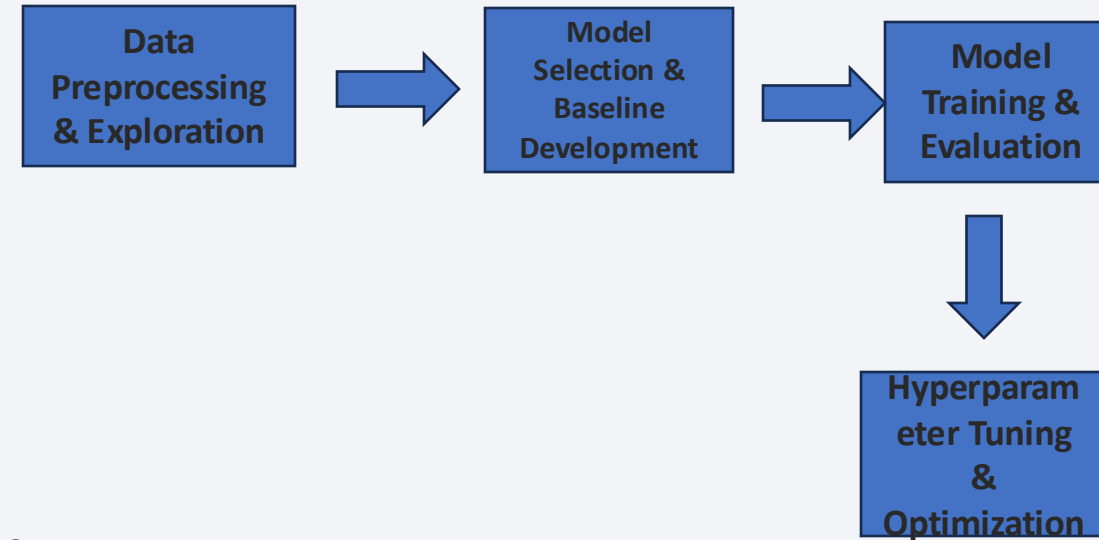 Data
Preprocessing
& Exploration
Model
Selection &
Baseline
Development
Model
Training &
Evaluation
Hyperparam
eter Tuning
&
Optimization